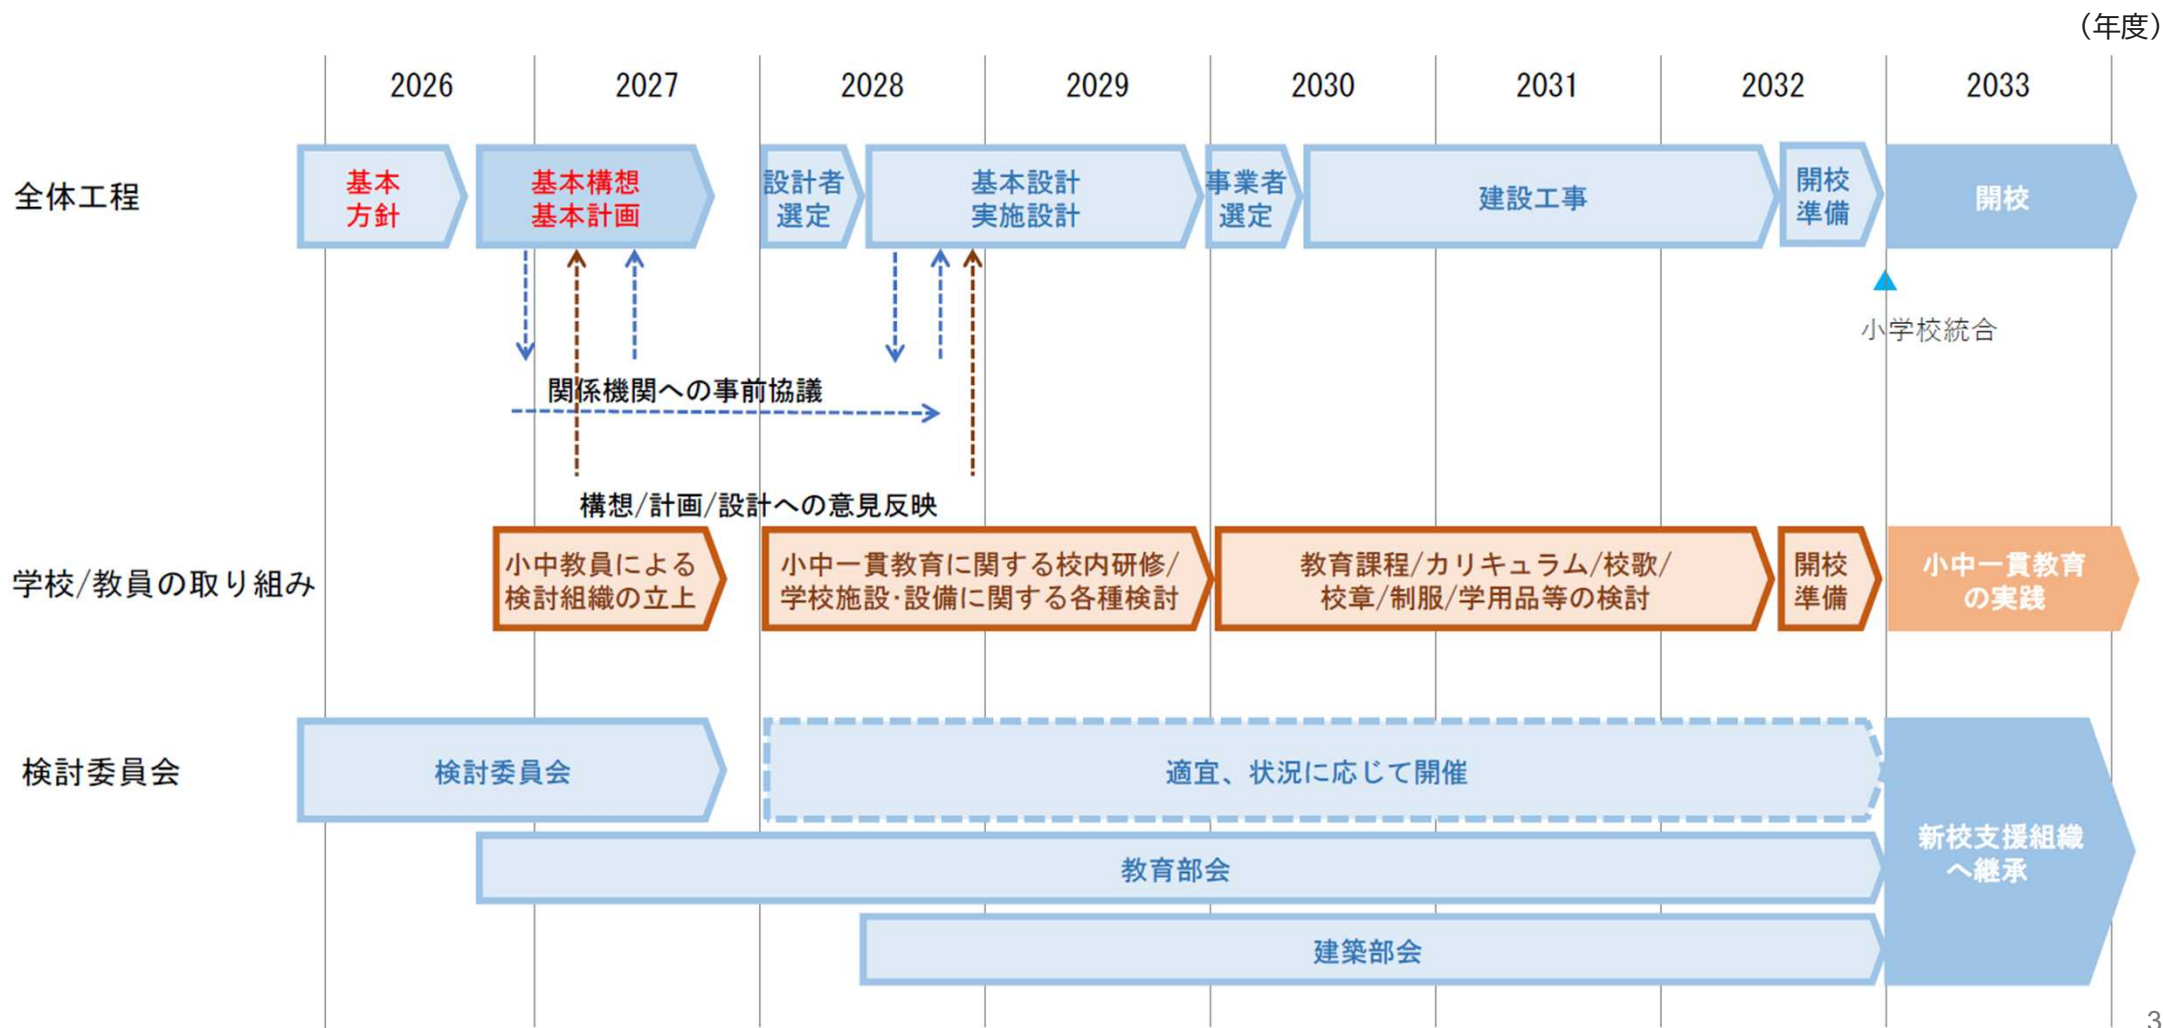 （年度）
2026
2027
2028
2029
2030
2031
2032
2033
全体工程
基本
方針
基本構想
基本計画
設計者
選定
基本設計
実施設計
事業者
選定
建設工事
開校
準備
開校
小学校統合
関係機関への事前協議
構想/計画/設計への意見反映
学校/教員の取り組み
小中教員による
検討組織の立上
小中一貫教育に関する校内研修/
学校施設･設備に関する各種検討
教育課程/カリキュラム/校歌/
校章/制服/学用品等の検討
開校
準備
小中一貫教育
の実践
検討委員会
検討委員会
適宜、状況に応じて開催
教育部会
建築部会
新校支援組織
へ継承
3